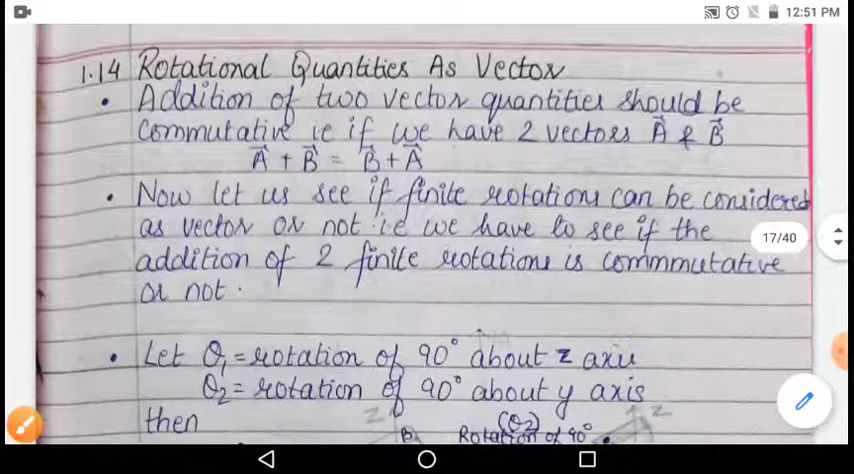 12:51 PM
1.14 Rotational Quantities As Vector
• Addition of two vector quantities should be
commutative ie if we have 2 vectors A⃗ & B⃗
A⃗ + B⃗ = B⃗ + A⃗
• Now let us see if finite rotations can be considered
as vector or not i.e we have to see if the
17/40
addition of 2 finite rotations is commmutative
or not.
• Let θ₁ = rotation of 90° about z axis
θ₂ = rotation of 90° about y axis
then
z
(θ₂)
z
B
Rotation of 90°